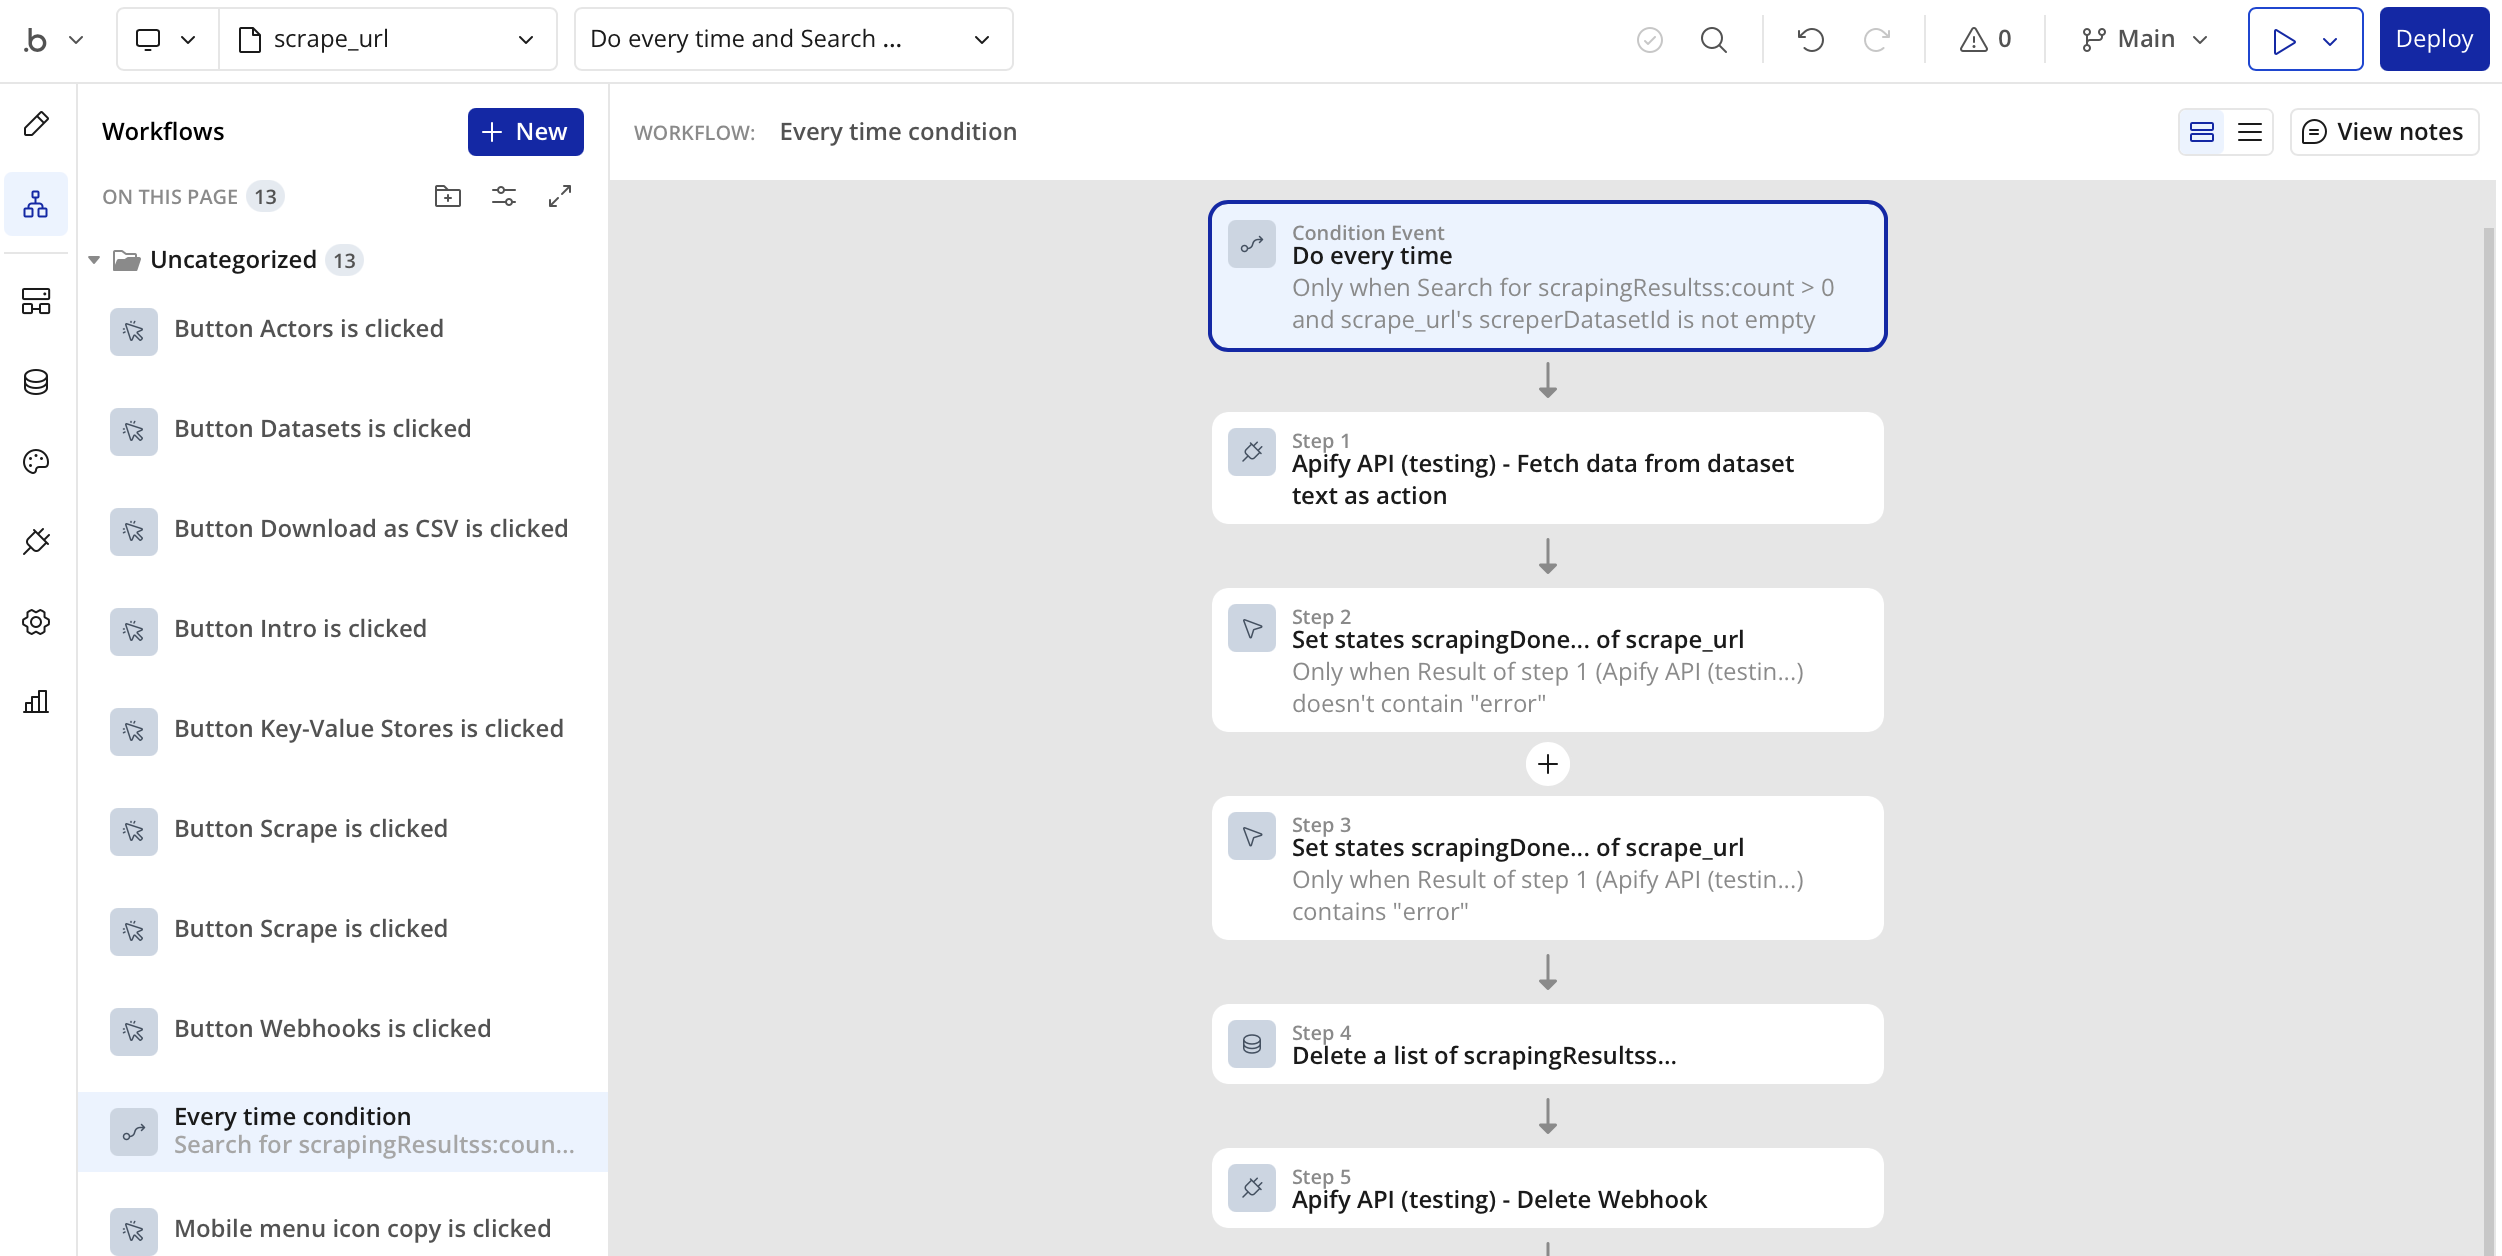 .b
scrape_url
Do every time and Search ...
0
Main
Deploy
Workflows
New
WORKFLOW:
Every time condition
View notes
ON THIS PAGE 13
Uncategorized 13
Button Actors is clicked
Button Datasets is clicked
Button Download as CSV is clicked
Button Intro is clicked
Button Key-Value Stores is clicked
Button Scrape is clicked
Button Scrape is clicked
Button Webhooks is clicked
Every time condition
Search for scrapingResultss:coun...
Mobile menu icon copy is clicked
Condition Event
Do every time
Only when Search for scrapingResultss:count > 0
and scrape_url's screperDatasetId is not empty
Step 1
Apify API (testing) - Fetch data from dataset
text as action
Step 2
Set states scrapingDone... of scrape_url
Only when Result of step 1 (Apify API (testin...)
doesn't contain "error"
Step 3
Set states scrapingDone... of scrape_url
Only when Result of step 1 (Apify API (testin...)
contains "error"
Step 4
Delete a list of scrapingResultss...
Step 5
Apify API (testing) - Delete Webhook